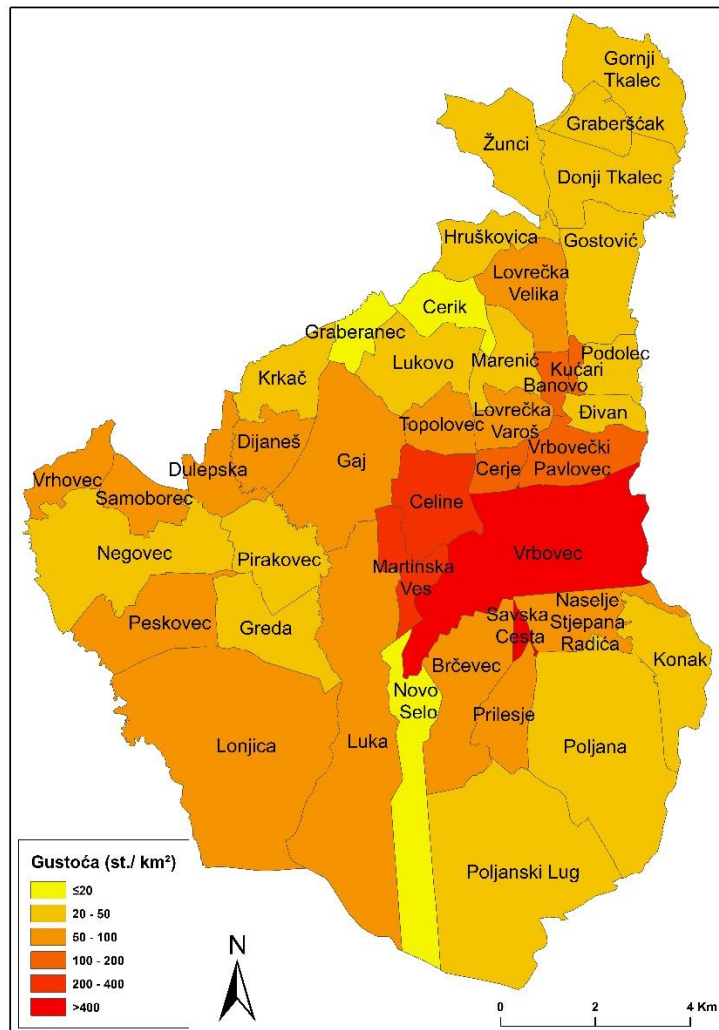 Gornji
Tkalec
Graberšćak
Žunci
Donji Tkalec
Hruškovica
Gostović
Lovrečka
Velika
Cerik
Graberanec
Lukovo
Marenić
Podolec
Kućari
Banovo
Krkač
Đivan
Topolovec
Lovrečka
Varoš
Dijaneš
Gaj
Vrbovečki
Pavlovec
Dulepska
Cerje
Vrhovec
Samoborec
Celine
Negovec
Pirakovec
Vrbovec
Martinska
Ves
Naselje
Stjepana
Radića
Savska
Cesta
Peskovec
Greda
Brčevec
Konak
Novo
Selo
Prilesje
Lonjica
Luka
Poljana
Poljanski Lug
Gustoća (st./ km²)
≤20
20 - 50
50 - 100
100 - 200
200 - 400
>400
N
0 2 4 Km